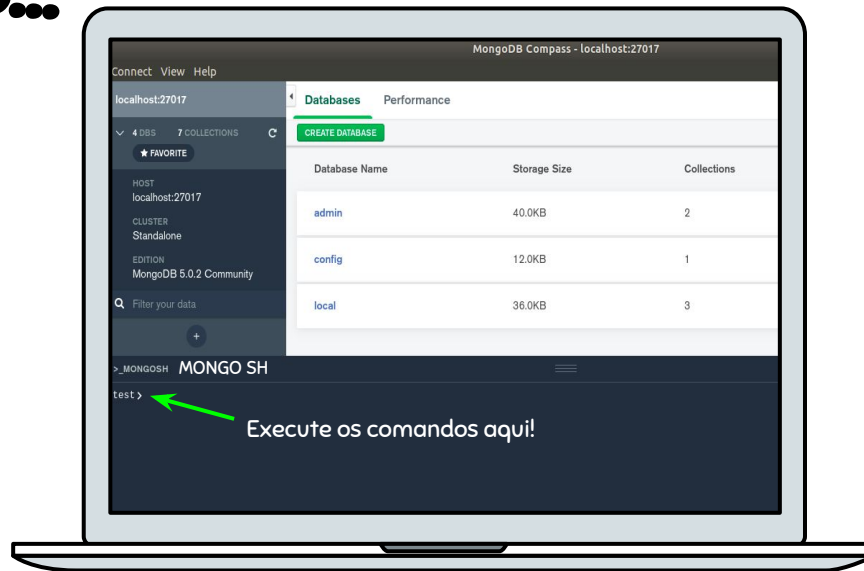 MongoDB Compass - localhost:27017
Connect View Help
localhost:27017
Databases Performance
4 DBS 7 COLLECTIONS
CREATE DATABASE
★ FAVORITE
Database Name Storage Size Collections
HOST
localhost:27017
admin 40.0KB 2
CLUSTER
Standalone
config 12.0KB 1
EDITION
MongoDB 5.0.2 Community
Filter your data
local 36.0KB 3
>_MONGOSH MONGO SH
test>
Execute os comandos aqui!